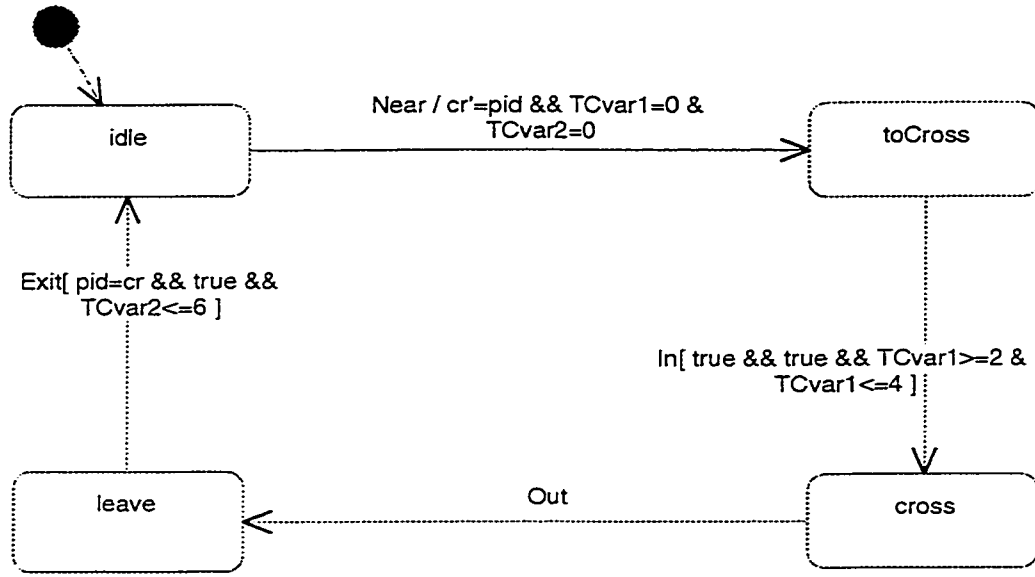 Near / cr'=pid && TCvar1=0 &
TCvar2=0
idle
toCross
Exit[ pid=cr && true &&
TCvar2<=6 ]
In[ true && true && TCvar1>=2 &
TCvar1<=4 ]
leave
Out
cross